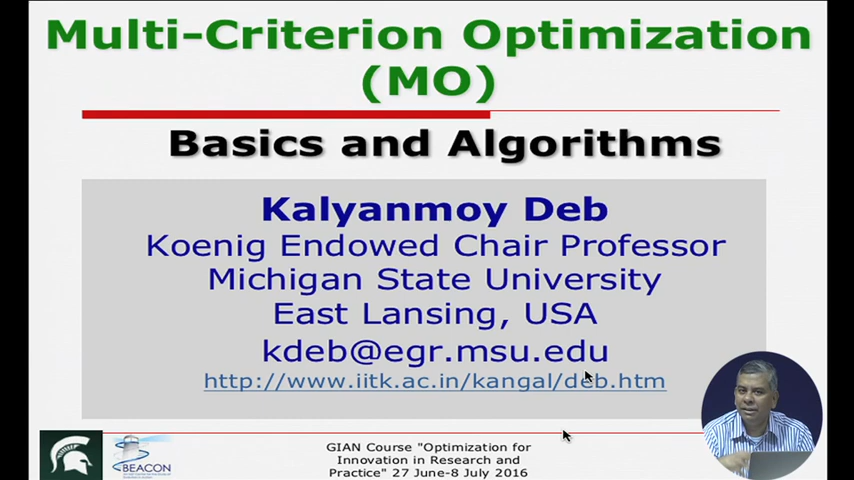 Multi-Criterion Optimization
(MO)
Basics and Algorithms
Kalyanmoy Deb
Koenig Endowed Chair Professor
Michigan State University
East Lansing, USA
kdeb@egr.msu.edu
http://www.iitk.ac.in/kangal/deb.htm
BEACON
GIAN Course "Optimization for
Innovation in Research and
Practice" 27 June-8 July 2016